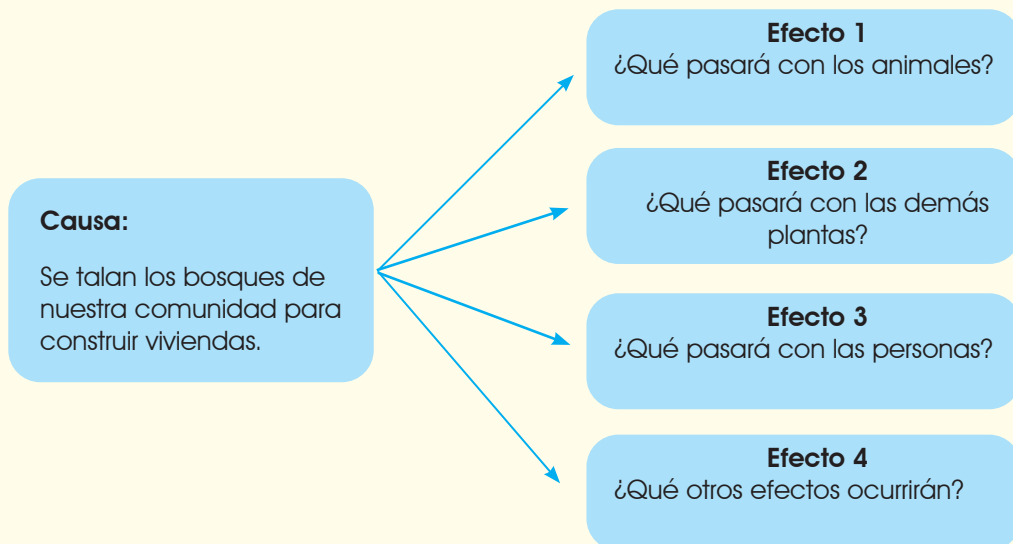 Causa:
Se talan los bosques de
nuestra comunidad para
construir viviendas.
Efecto 1
¿Qué pasará con los animales?
Efecto 2
¿Qué pasará con las demás
plantas?
Efecto 3
¿Qué pasará con las personas?
Efecto 4
¿Qué otros efectos ocurrirán?